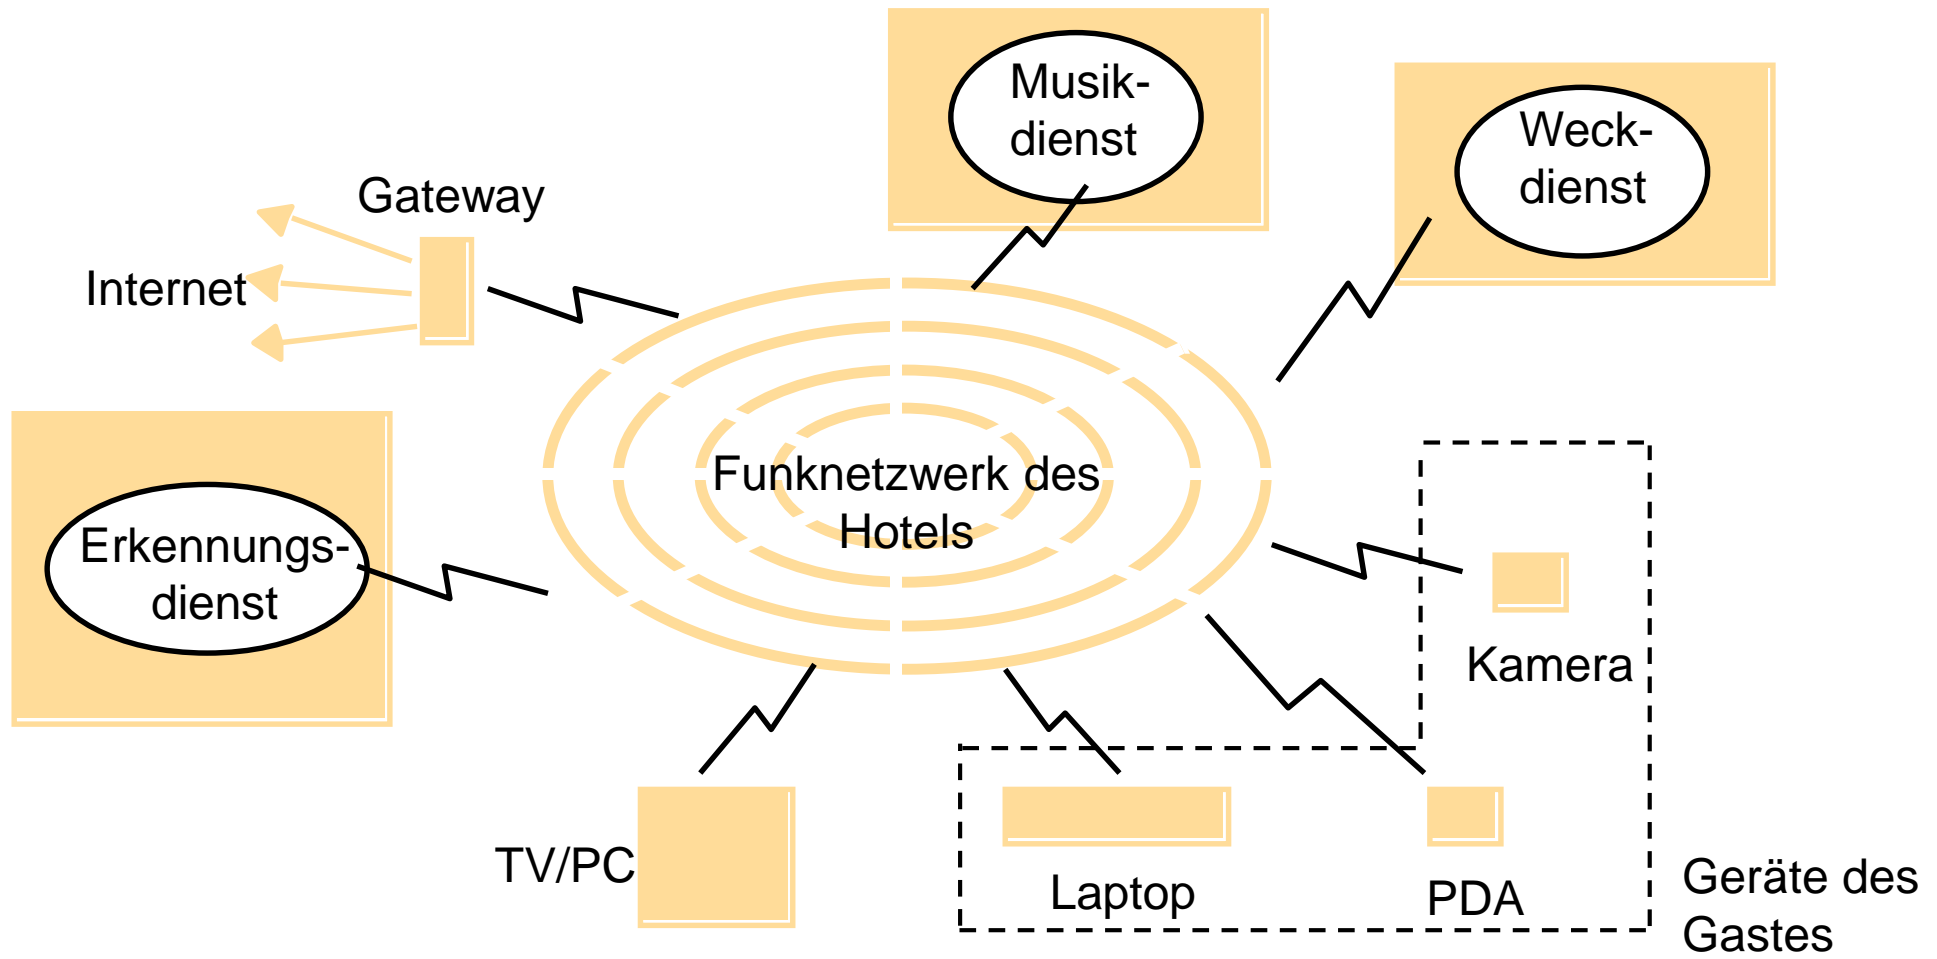 Musik-
dienst
Weck-
dienst
Gateway
Internet
Funknetzwerk des
Hotels
Erkennungs-
dienst
Kamera
TV/PC
Laptop
PDA
Geräte des
Gastes